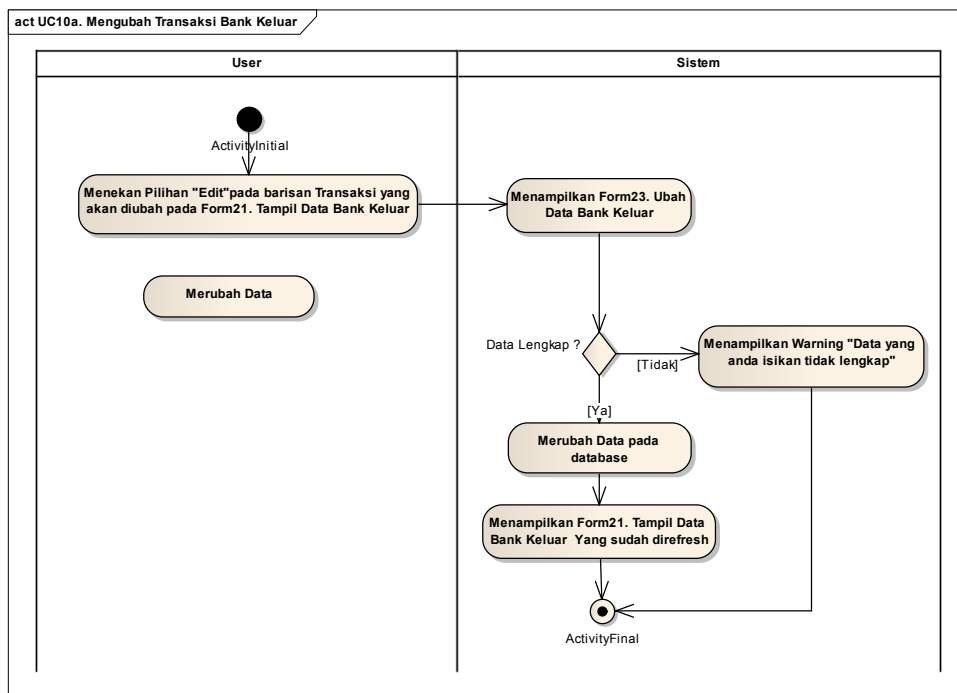 act UC10a. Mengubah Transaksi Bank Keluar
User
Sistem
ActivityInitial
Menekan Pilihan "Edit"pada barisan Transaksi yang
akan diubah pada Form21. Tampil Data Bank Keluar
Menampilkan Form23. Ubah
Data Bank Keluar
Merubah Data
Data Lengkap ?
[Tidak]
Menampilkan Warning "Data yang
anda isikan tidak lengkap"
[Ya]
Merubah Data pada
database
Menampilkan Form21. Tampil Data
Bank Keluar  Yang sudah direfresh
ActivityFinal